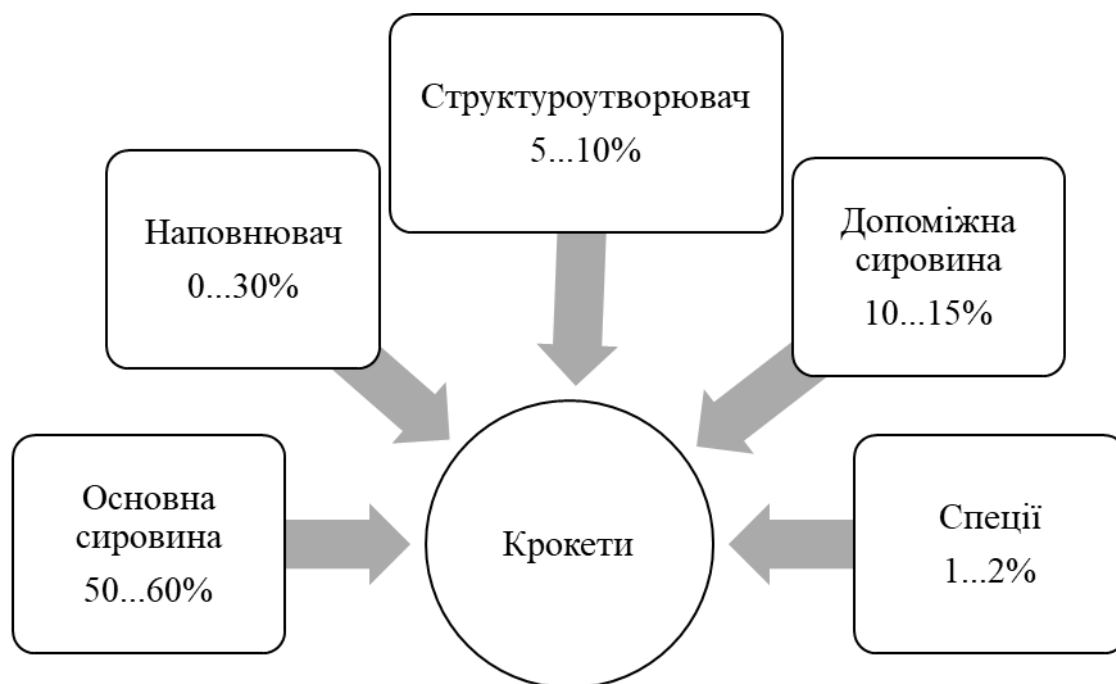 Структуроутворювач
5...10%
Наповнювач
0...30%
Допоміжна
сировина
10...15%
Основна
сировина
50...60%
Крокети
Спеції
1...2%